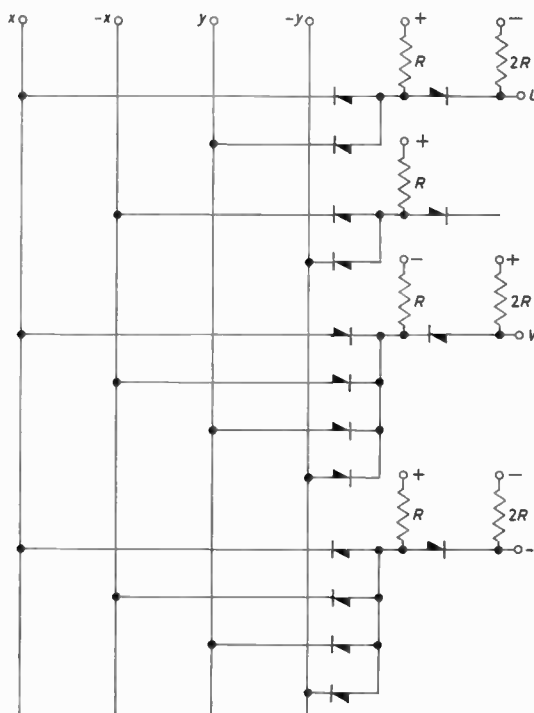 x -x y -y + −
R 2R
+
R
− +
R 2R V
+ −
R 2R